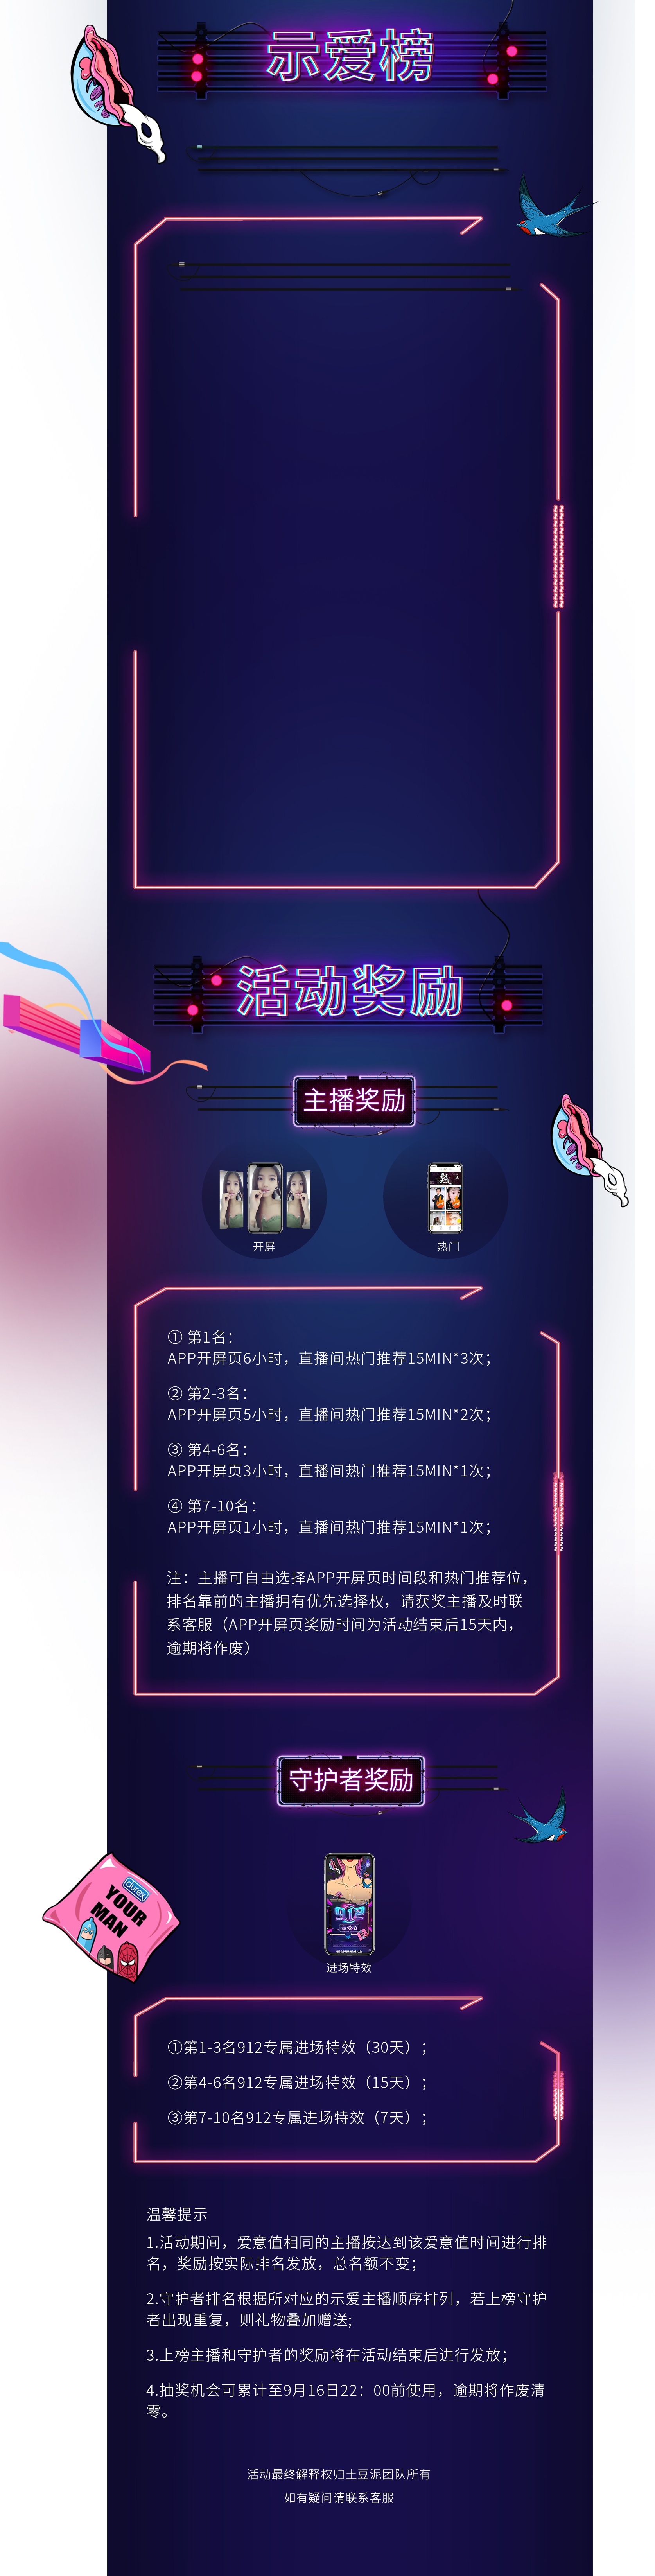 示爱榜
活动奖励
主播奖励
开屏
热门
① 第1名：
APP开屏页6小时，直播间热门推荐15MIN*3次；
② 第2-3名：
APP开屏页5小时，直播间热门推荐15MIN*2次；
③ 第4-6名：
APP开屏页3小时，直播间热门推荐15MIN*1次；
④ 第7-10名：
APP开屏页1小时，直播间热门推荐15MIN*1次；
注：主播可自由选择APP开屏页时间段和热门推荐位，
排名靠前的主播拥有优先选择权，请获奖主播及时联
系客服（APP开屏页奖励时间为活动结束后15天内，
逾期将作废）
守护者奖励
durex
YOUR
MAN
912
示爱节
进场特效
①第1-3名912专属进场特效（30天）；
②第4-6名912专属进场特效（15天）；
③第7-10名912专属进场特效（7天）；
温馨提示
1.活动期间，爱意值相同的主播按达到该爱意值时间进行排
名，奖励按实际排名发放，总名额不变；
2.守护者排名根据所对应的示爱主播顺序排列，若上榜守护
者出现重复，则礼物叠加赠送;
3.上榜主播和守护者的奖励将在活动结束后进行发放；
4.抽奖机会可累计至9月16日22：00前使用，逾期将作废清
零。
活动最终解释权归土豆泥团队所有
如有疑问请联系客服